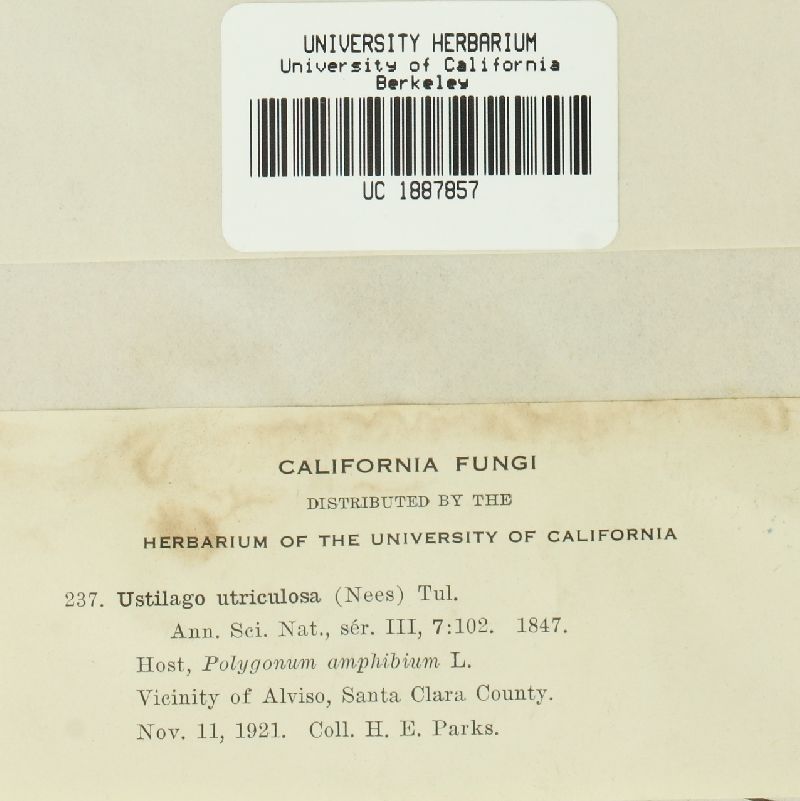 UNIVERSITY HERBARIUM
University of California
Berkeley
UC 1887857
CALIFORNIA FUNGI
DISTRIBUTED BY THE
HERBARIUM OF THE UNIVERSITY OF CALIFORNIA
237. Ustilago utriculosa (Nees) Tul.
Ann. Sci. Nat., sér. III, 7:102. 1847.
Host, Polygonum amphibium L.
Vicinity of Alviso, Santa Clara County.
Nov. 11, 1921. Coll. H. E. Parks.